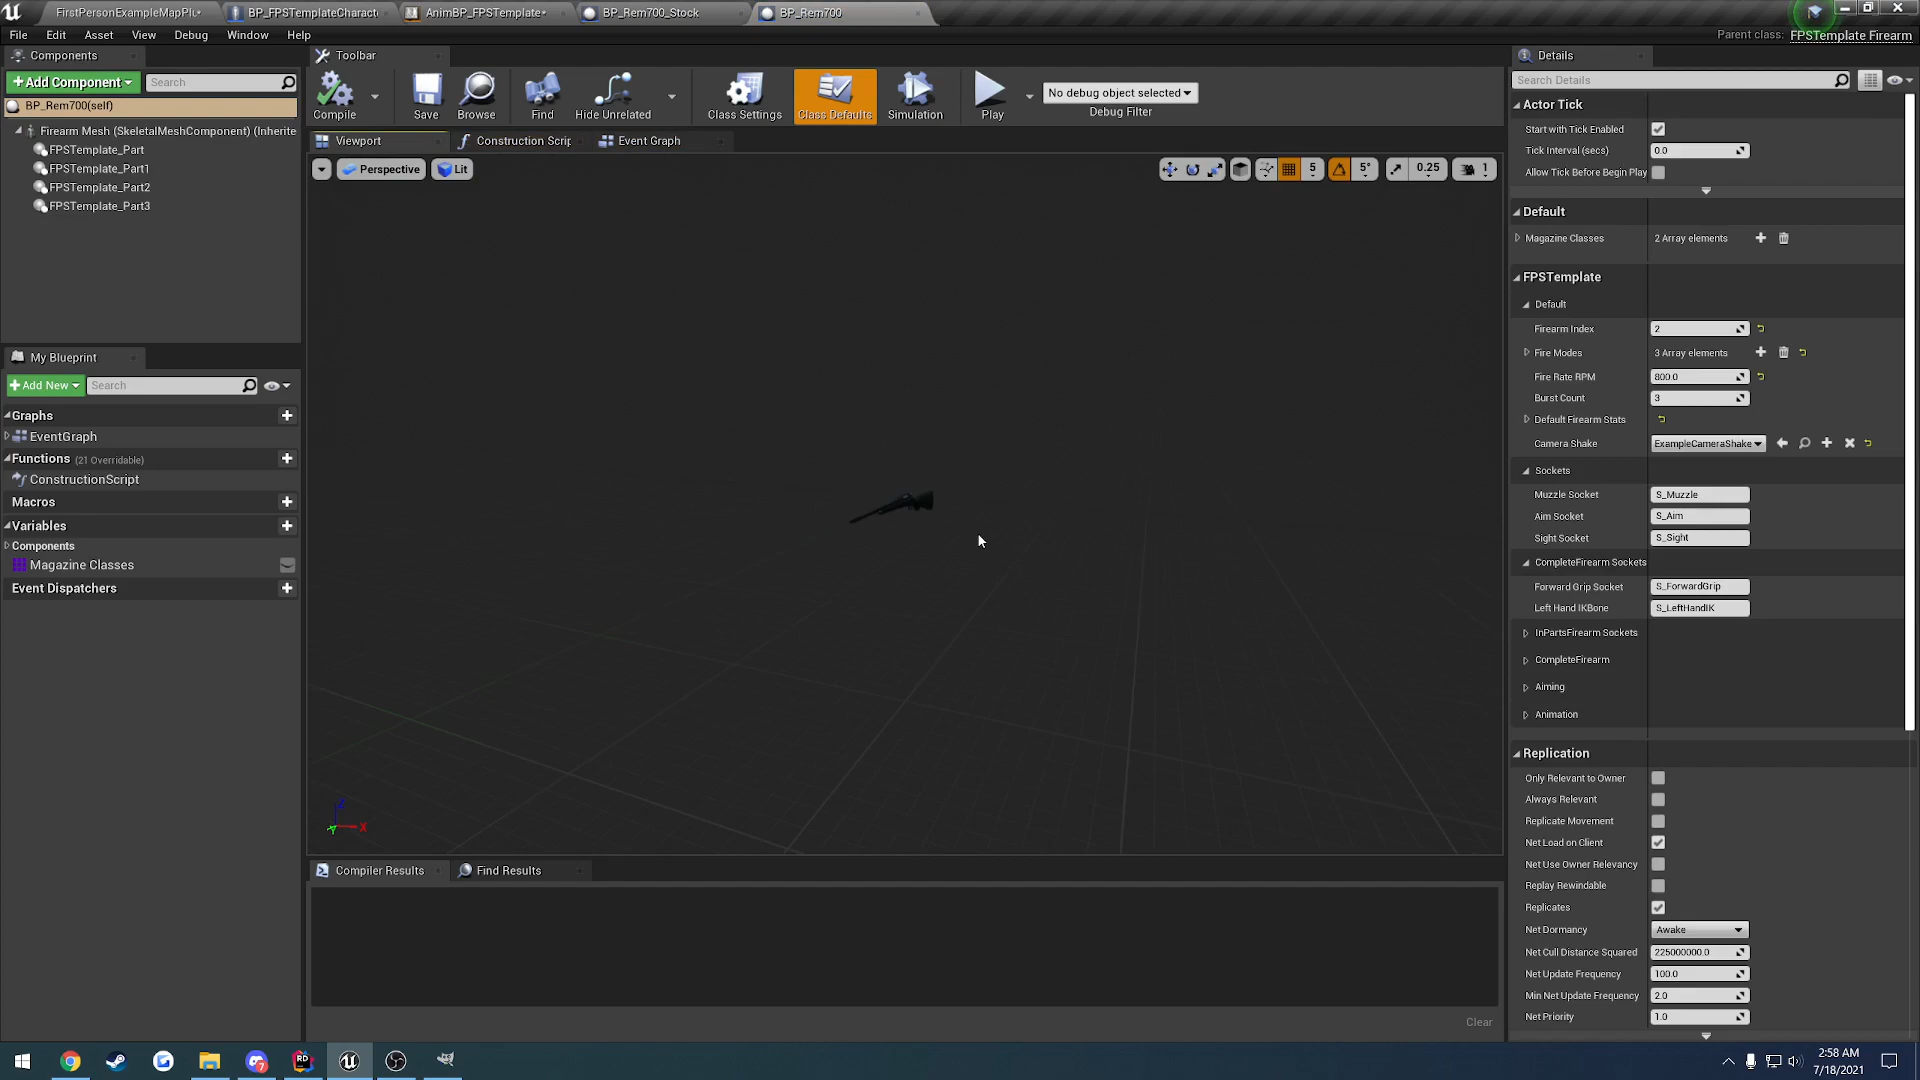 FirstPersonExampleMapPlu•
BP_FPSTemplateCharact
AnimBP_FPSTemplate•
BP_Rem700_Stock
BP_Rem700
File Edit Asset View Debug Window Help
Parent class: FPSTemplate Firearm
Components
Toolbar
Details
Add Component
Search
Search Details
BP_Rem700(self)
Firearm Mesh (SkeletalMeshComponent) (Inherite
FPSTemplate_Part
FPSTemplate_Part1
FPSTemplate_Part2
FPSTemplate_Part3
Compile
Save
Browse
Find
Hide Unrelated
Class Settings
Class Defaults
Simulation
Play
No debug object selected
Debug Filter
Viewport
Construction Scrip
Event Graph
Perspective
Lit
5
5°
0.25
1
X
Z
My Blueprint
Add New
Search
Graphs
EventGraph
Functions (21 Overridable)
ConstructionScript
Macros
Variables
Components
Magazine Classes
Event Dispatchers
Compiler Results
Find Results
Clear
Actor Tick
Start with Tick Enabled
Tick Interval (secs) 0.0
Allow Tick Before Begin Play
Default
Magazine Classes 2 Array elements
FPSTemplate
Default
Firearm Index 2
Fire Modes 3 Array elements
Fire Rate RPM 800.0
Burst Count 3
Default Firearm Stats
Camera Shake ExampleCameraShake
Sockets
Muzzle Socket S_Muzzle
Aim Socket S_Aim
Sight Socket S_Sight
CompleteFirearm Sockets
Forward Grip Socket S_ForwardGrip
Left Hand IKBone S_LeftHandIK
InPartsFirearm Sockets
CompleteFirearm
Aiming
Animation
Replication
Only Relevant to Owner
Always Relevant
Replicate Movement
Net Load on Client
Net Use Owner Relevancy
Replay Rewindable
Replicates
Net Dormancy Awake
Net Cull Distance Squared 225000000.0
Net Update Frequency 100.0
Min Net Update Frequency 2.0
Net Priority 1.0
RD
7
2:58 AM
7/18/2021